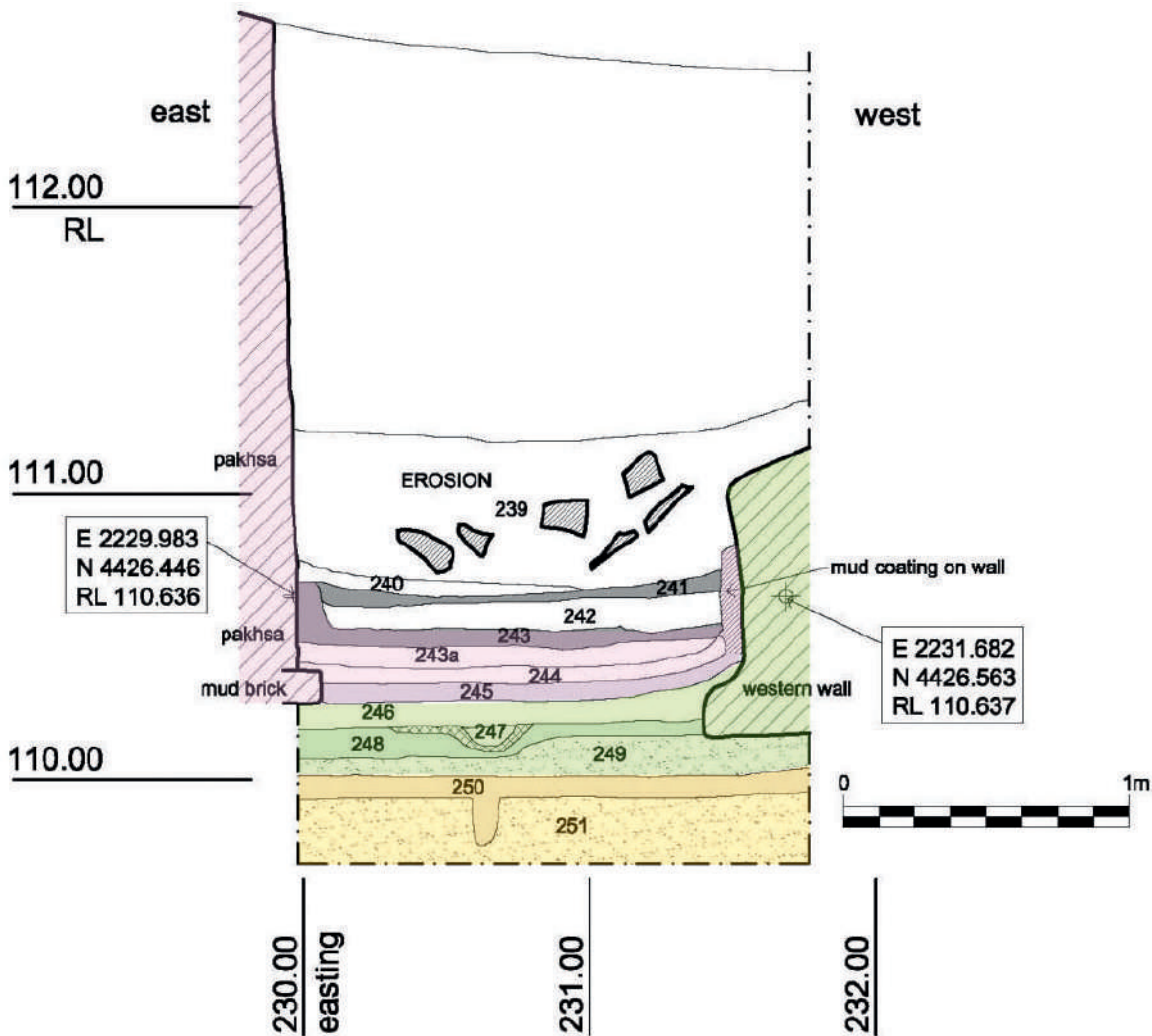 east
west
112.00
RL
pakhsa
111.00
EROSION
239
E 2229.983
N 4426.446
RL 110.636
240
241
mud coating on wall
242
pakhsa
243
243a
E 2231.682
N 4426.563
RL 110.637
244
mud brick
245
western wall
246
247
248
249
110.00
250
0
1m
251
230.00
easting
231.00
232.00